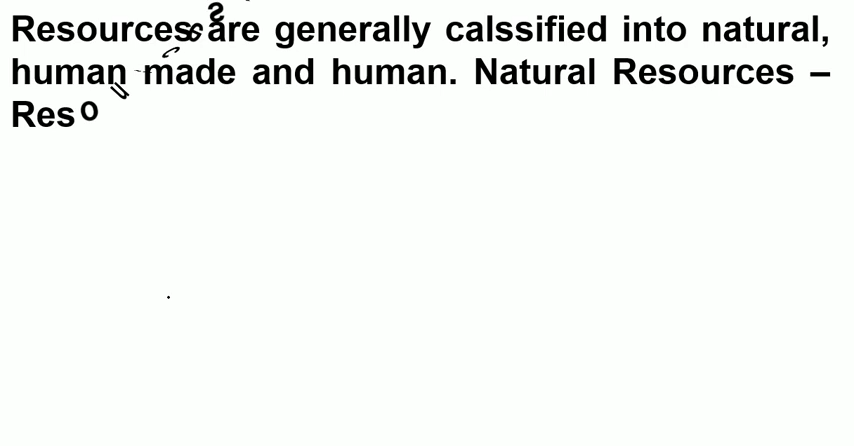 Resources are generally calssified into natural,
human made and human. Natural Resources –
Reso